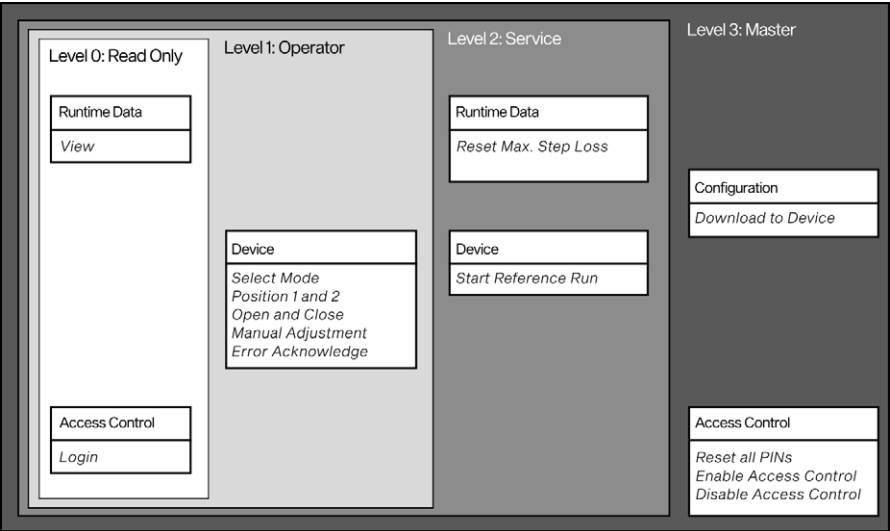 Level 0: Read Only
Runtime Data
View
Access Control
Login
Level 1: Operator
Device
Select Mode
Position 1 and 2
Open and Close
Manual Adjustment
Error Acknowledge
Level 2: Service
Runtime Data
Reset Max. Step Loss
Device
Start Reference Run
Level 3: Master
Configuration
Download to Device
Access Control
Reset all PINs
Enable Access Control
Disable Access Control